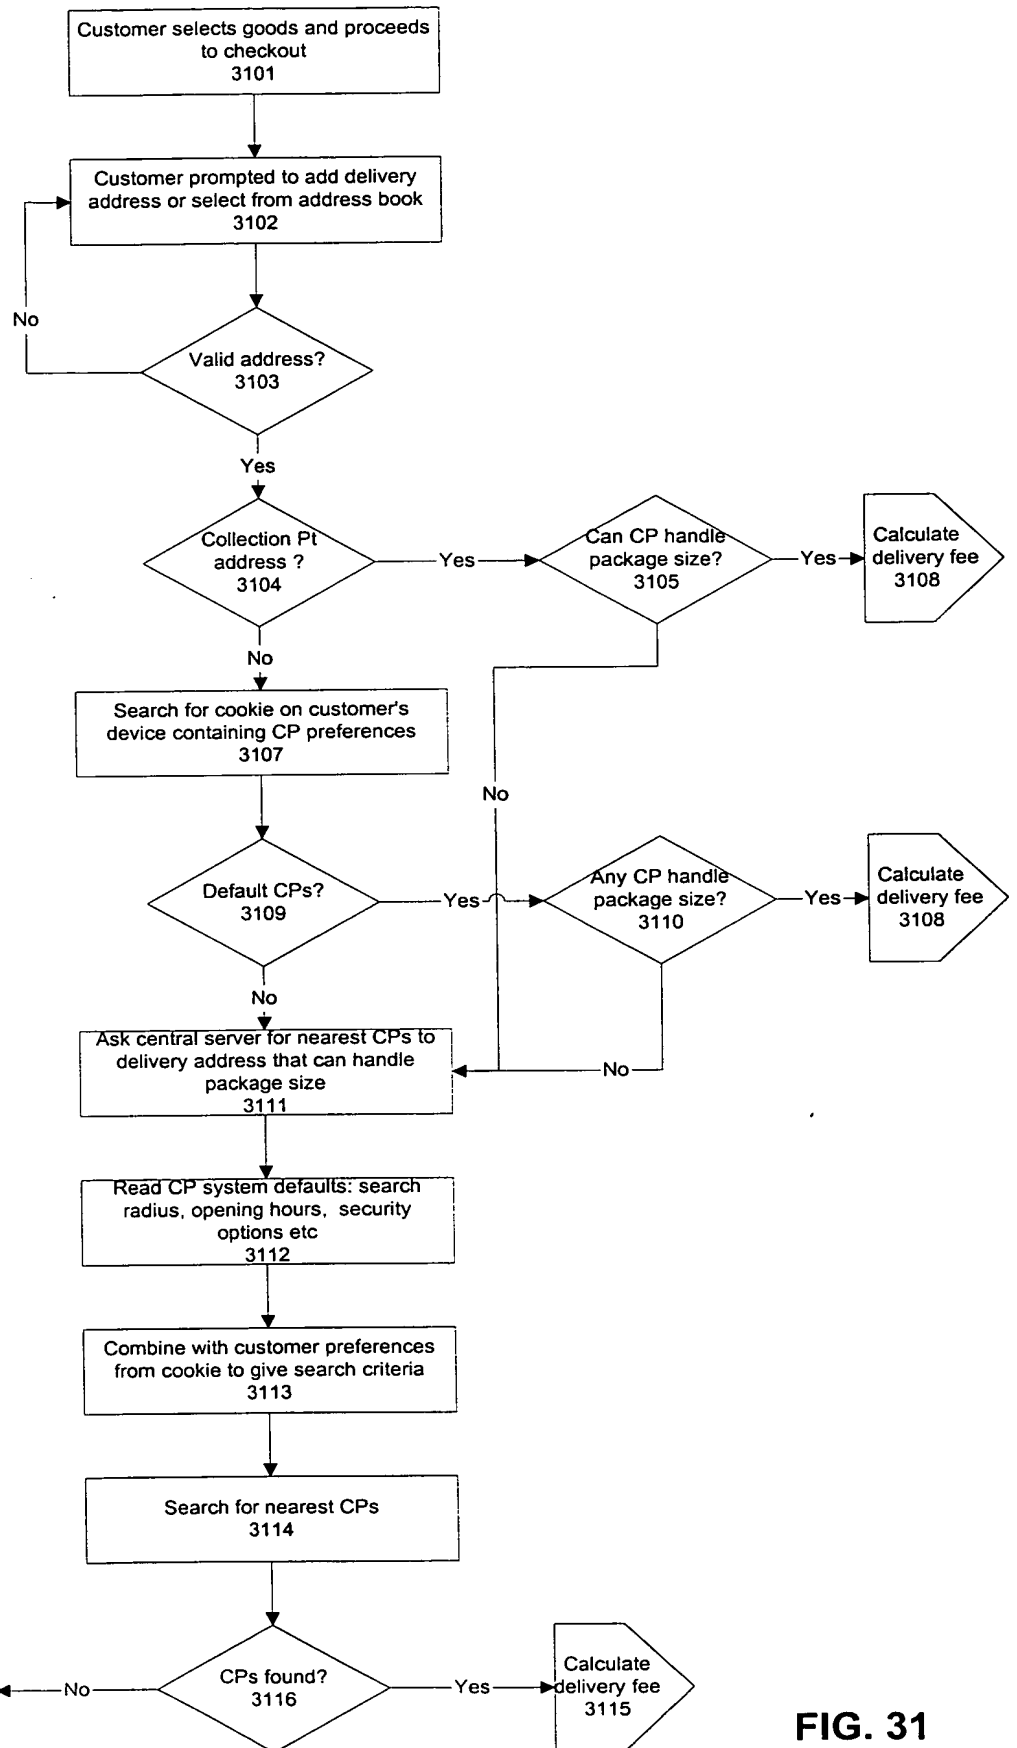 Customer selects goods and proceeds
to checkout
3101
Customer prompted to add delivery
address or select from address book
3102
No
Valid address?
3103
Yes
Collection Pt
address ?
3104
Yes
Can CP handle
package size?
3105
Yes
Calculate
delivery fee
3108
No
Search for cookie on customer's
device containing CP preferences
3107
No
Default CPs?
3109
Yes
Any CP handle
package size?
3110
Yes
Calculate
delivery fee
3108
No
Ask central server for nearest CPs to
delivery address that can handle
package size
3111
No
Read CP system defaults: search
radius, opening hours, security
options etc
3112
Combine with customer preferences
from cookie to give search criteria
3113
Search for nearest CPs
3114
No
CPs found?
3116
Yes
Calculate
delivery fee
3115
FIG. 31